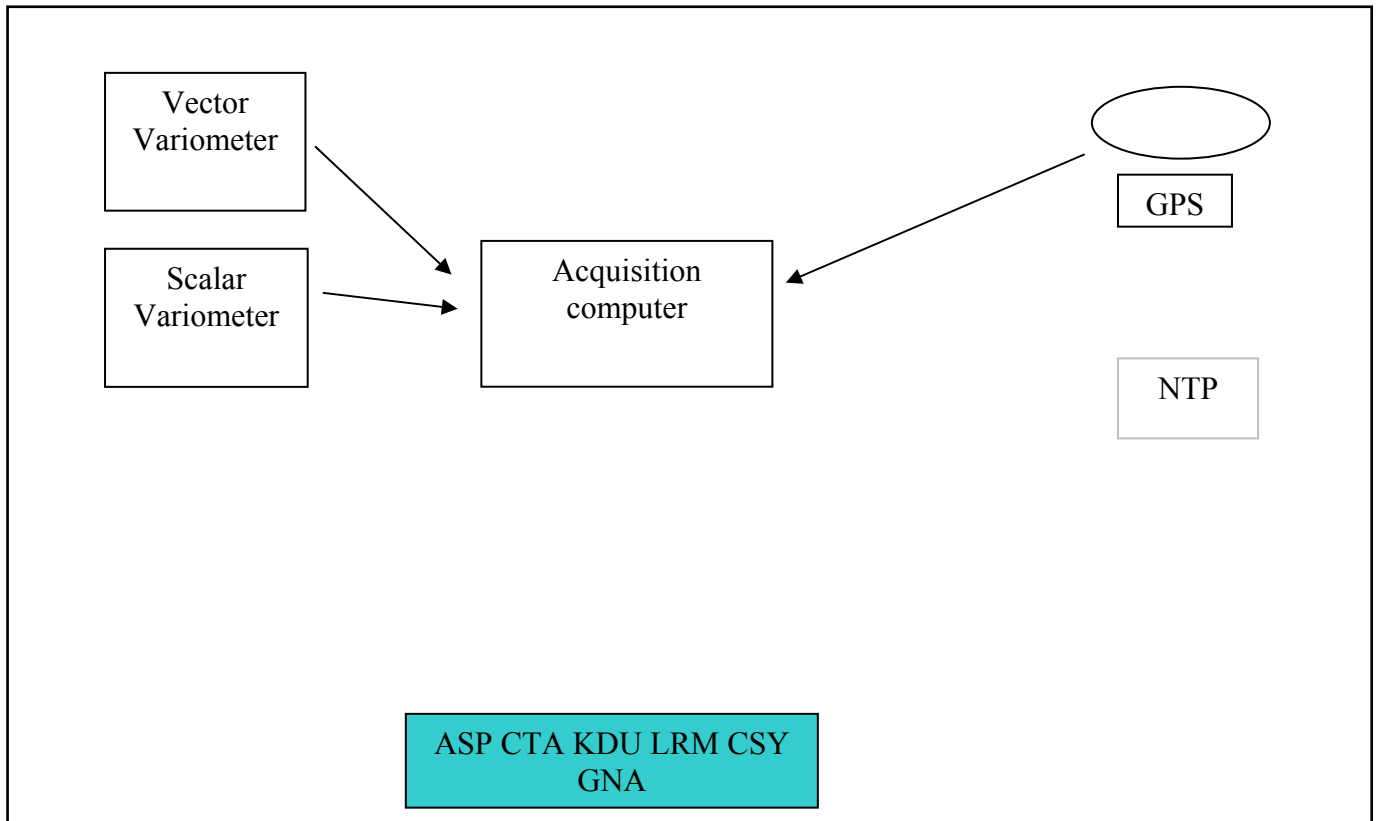 Vector
Variometer
GPS
Scalar
Variometer
Acquisition
computer
NTP
ASP CTA KDU LRM CSY
GNA